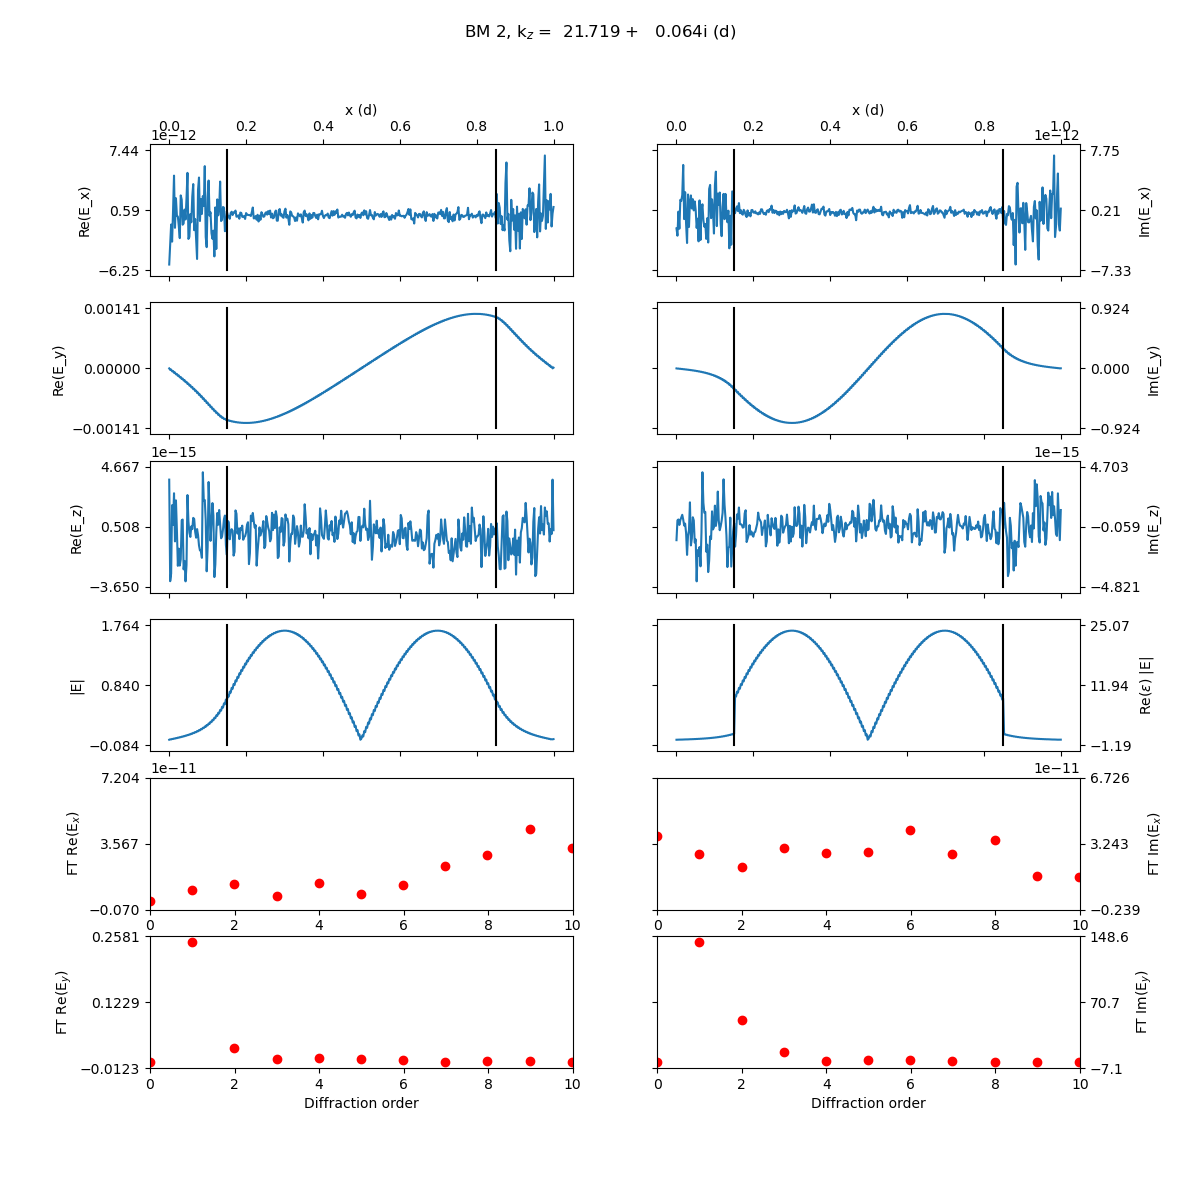 BM 2, k_z =  21.719 +   0.064i (d)
x (d) x (d)
0.0 0.2 0.4 0.6 0.8 1.0 0.0 0.2 0.4 0.6 0.8 1.0
1e−12 1e−12
7.44 7.75
Re(E_x) 0.59 0.21 Im(E_x)
−6.25 −7.33
0.00141 0.924
Re(E_y) 0.00000 0.000 Im(E_y)
−0.00141 −0.924
1e−15 1e−15
4.667 4.703
Re(E_z) 0.508 −0.059 Im(E_z)
−3.650 −4.821
1.764 25.07
|E| 0.840 11.94 Re(ε) |E|
−0.084 −1.19
1e−11 1e−11
7.204 6.726
FT Re(E_x) 3.567 3.243 FT Im(E_x)
−0.070 −0.239
0 2 4 6 8 10 0 2 4 6 8 10
0.2581 148.6
FT Re(E_y) 0.1229 70.7 FT Im(E_y)
−0.0123 −7.1
0 2 4 6 8 10 0 2 4 6 8 10
Diffraction order Diffraction order